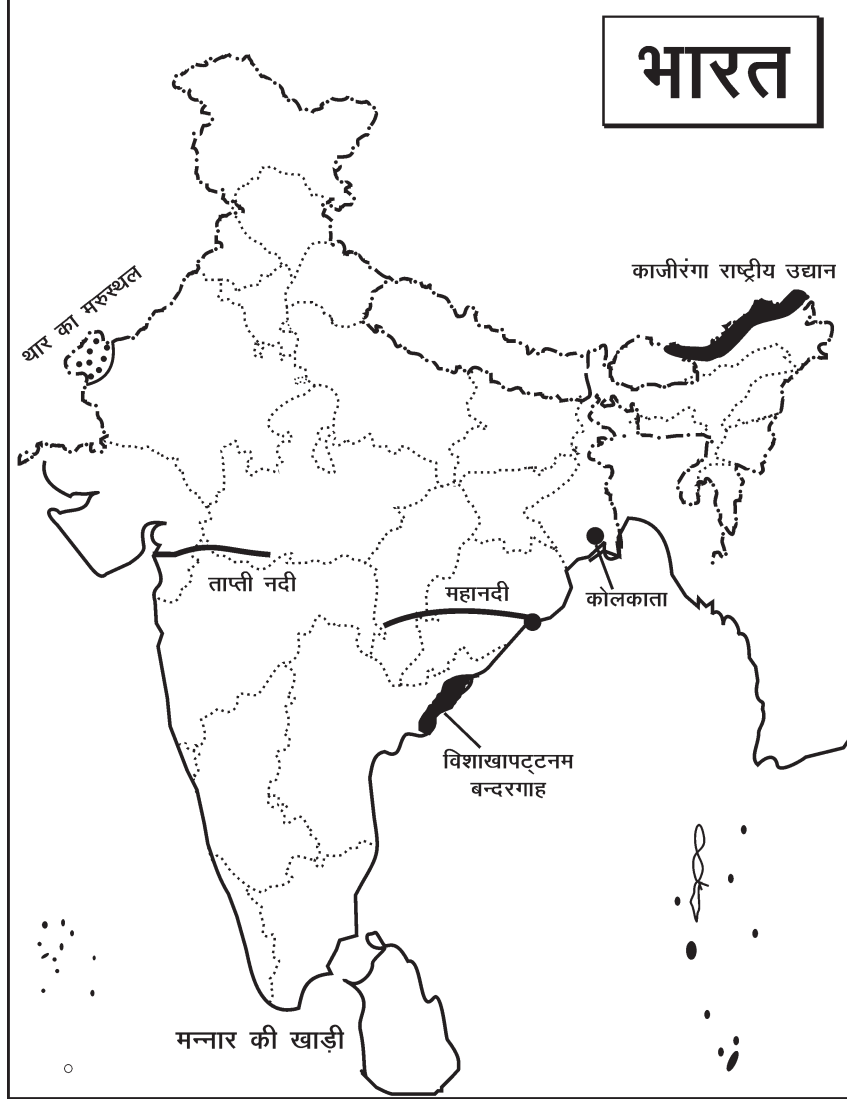 भारत
काजीरंगा राष्ट्रीय उद्यान
थार का मरुस्थल
ताप्ती नदी
महानदी
कोलकाता
विशाखापट्टनम
बन्दरगाह
मन्नार की खाड़ी